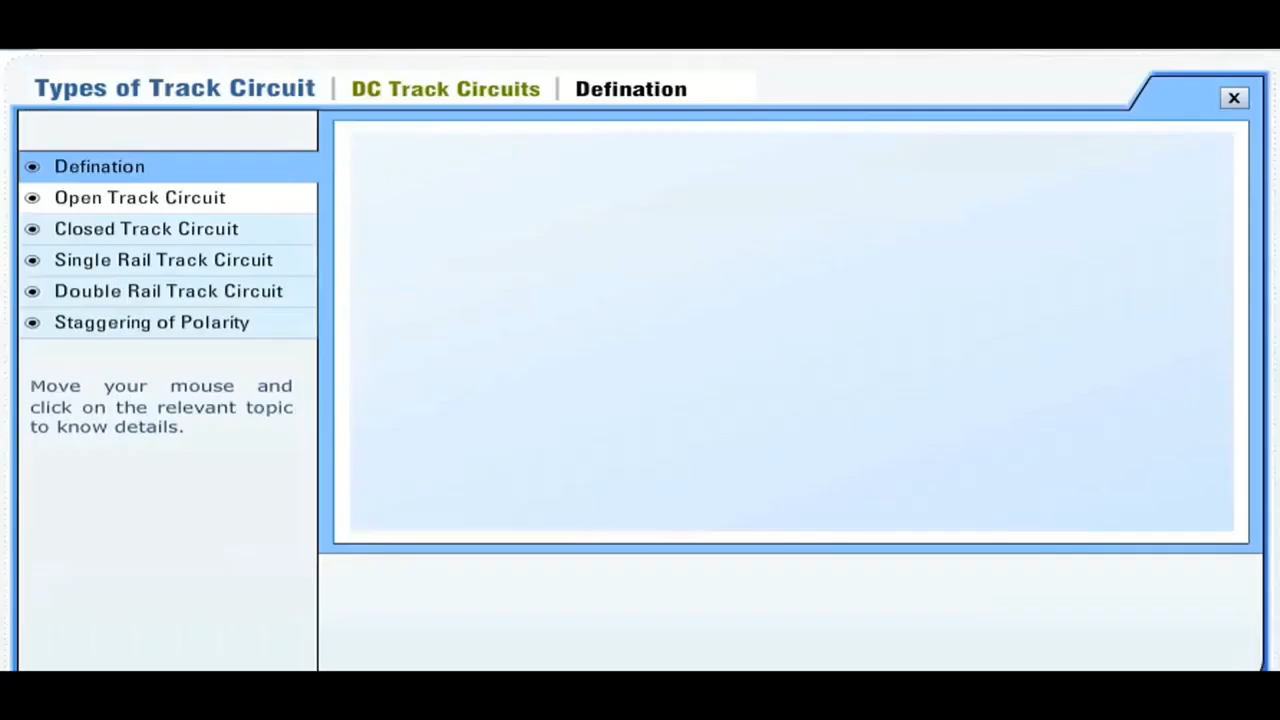 Types of Track Circuit | DC Track Circuits | Defination
X
Defination
Open Track Circuit
Closed Track Circuit
Single Rail Track Circuit
Double Rail Track Circuit
Staggering of Polarity
Move your mouse and
click on the relevant topic
to know details.